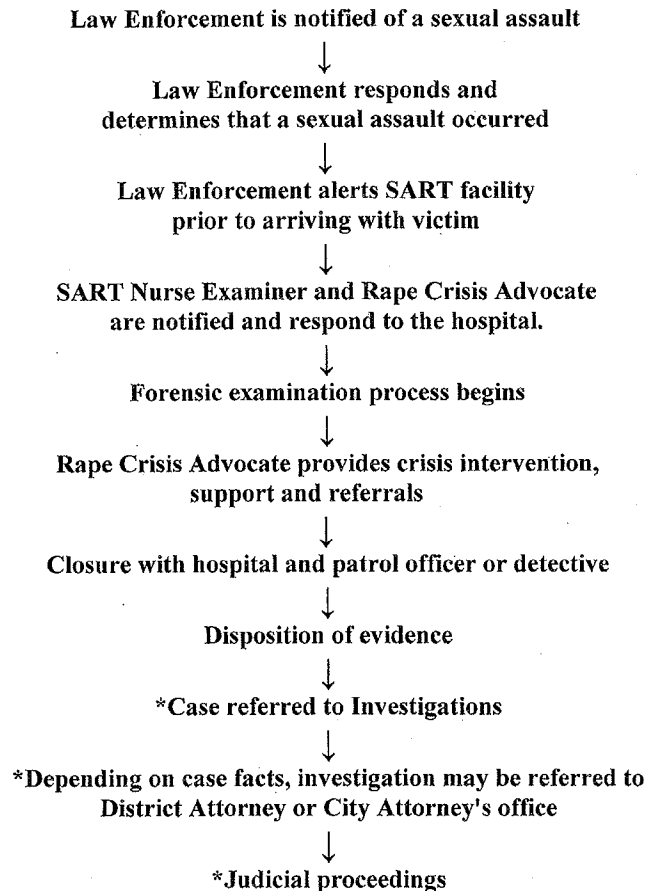 Law Enforcement is notified of a sexual assault
↓
Law Enforcement responds and
determines that a sexual assault occurred
↓
Law Enforcement alerts SART facility
prior to arriving with victim
↓
SART Nurse Examiner and Rape Crisis Advocate
are notified and respond to the hospital.
↓
Forensic examination process begins
↓
Rape Crisis Advocate provides crisis intervention,
support and referrals
↓
Closure with hospital and patrol officer or detective
↓
Disposition of evidence
↓
*Case referred to Investigations
↓
*Depending on case facts, investigation may be referred to
District Attorney or City Attorney's office
↓
*Judicial proceedings